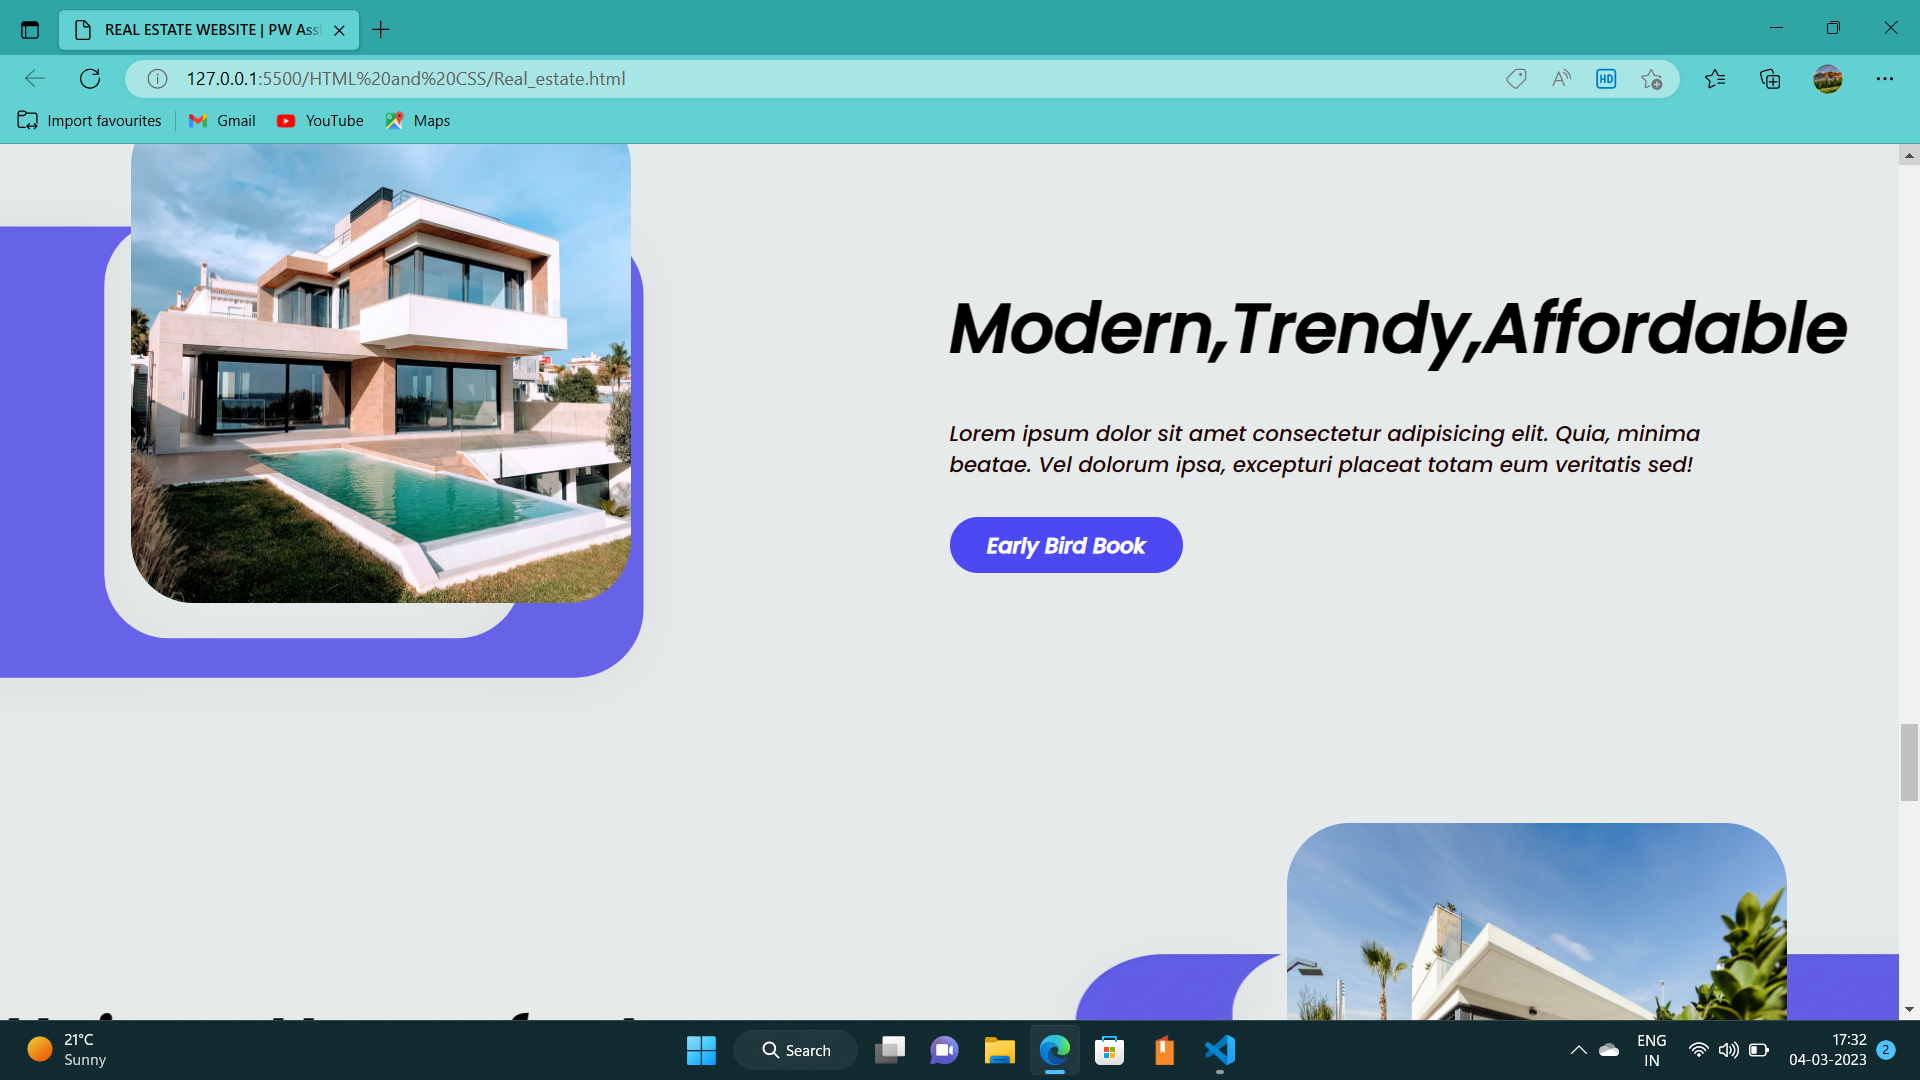 REAL ESTATE WEBSITE | PW Ass
127.0.0.1:5500/HTML%20and%20CSS/Real_estate.html
HD
Import favourites
Gmail
YouTube
Maps
Modern,Trendy,Affordable
Lorem ipsum dolor sit amet consectetur adipisicing elit. Quia, minima
beatae. Vel dolorum ipsa, excepturi placeat totam eum veritatis sed!
Early Bird Book
21°C
Sunny
Search
ENG
IN
17:32
04-03-2023
2